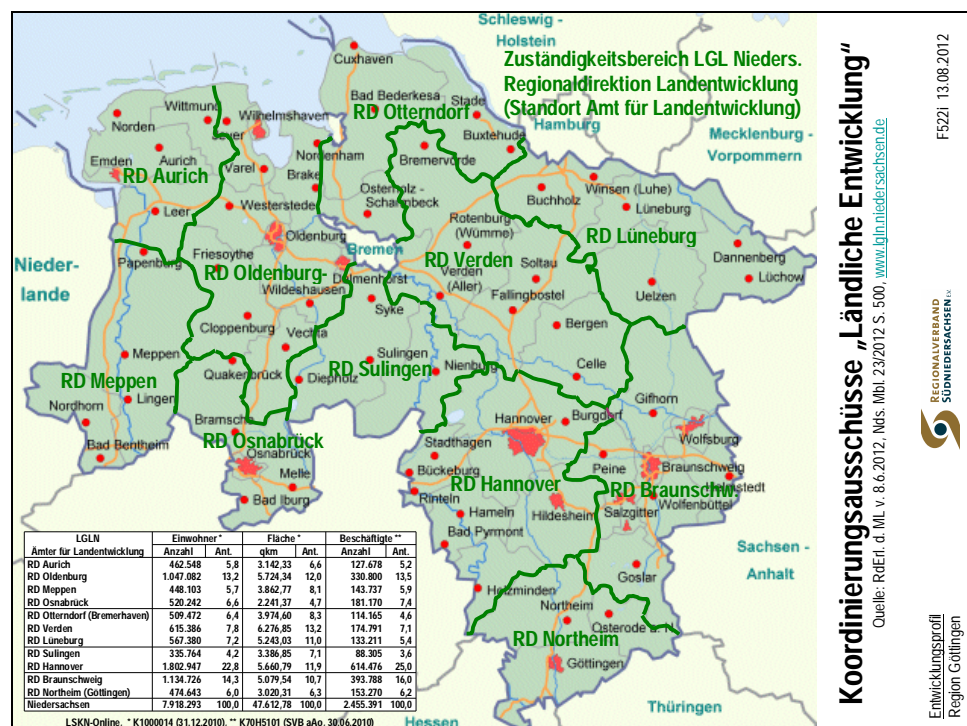 Schleswig -
Holstein
Zuständigkeitsbereich LGL Nieders.
Regionaldirektion Landentwicklung
(Standort Amt für Landentwicklung)
Cuxhaven
Bad Bederkesa
Stade
RD Otterndorf
Hamburg
Mecklenburg -
Vorpommern
Wittmund
Wilhelmshaven
Norden
Jever
Buxtehude
Emden
Aurich
Nordenham
Bremervörde
RD Aurich
Varel
Brake
Osterholz -
Scharmbeck
Winsen (Luhe)
Buchholz
Lüneburg
Leer
Westerstede
Rotenburg
(Wümme)
Oldenburg
RD Lüneburg
Bremen
Dannenberg
Papenburg
Friesoythe
RD Verden
Soltau
Lüchow
Nieder-
lande
RD Oldenburg-
Delmenhorst
Verden
(Aller)
Wildeshausen
Fallingbostel
Uelzen
Syke
Cloppenburg
Vechta
Bergen
Meppen
Sulingen
RD Sulingen
Nienburg
Celle
Quakenbrück
Diepholz
RD Meppen
Lingen
Nordhorn
Gifhorn
Bramsche
Hannover
Burgdorf
RD Osnabrück
Osnabrück
Stadthagen
Wolfsburg
Bad Bentheim
Peine
Braunschweig
Melle
Bückeburg
RD Hannover
RD Braunschw.
Helmstedt
Bad Iburg
Rinteln
Wolfenbüttel
Hameln
Hildesheim
Salzgitter
Bad Pyrmont
Sachsen -
Anhalt
Goslar
Holzminden
Northeim
Osterode a. H
RD Northeim
Göttingen
Thüringen
Hessen
LGLN Einwohner * Fläche * Beschäftigte **
Ämter für Landentwicklung Anzahl Ant. qkm Ant. Anzahl Ant.
RD Aurich 462.548 5,8 3.142,33 6,6 127.678 5,2
RD Oldenburg 1.047.082 13,2 5.724,34 12,0 330.800 13,5
RD Meppen 448.103 5,7 3.862,77 8,1 143.737 5,9
RD Osnabrück 520.242 6,6 2.241,37 4,7 181.170 7,4
RD Otterndorf (Bremerhaven) 509.472 6,4 3.974,60 8,3 114.165 4,6
RD Verden 615.386 7,8 6.276,85 13,2 174.791 7,1
RD Lüneburg 567.380 7,2 5.243,03 11,0 133.211 5,4
RD Sulingen 335.764 4,2 3.386,85 7,1 88.305 3,6
RD Hannover 1.802.947 22,8 5.660,79 11,9 614.476 25,0
RD Braunschweig 1.134.726 14,3 5.079,54 10,7 393.788 16,0
RD Northeim (Göttingen) 474.643 6,0 3.020,31 6,3 153.270 6,2
Niedersachsen 7.918.293 100,0 47.612,78 100,0 2.455.391 100,0
LSKN-Online, * K1000014 (31.12.2010), ** K70H5101 (SVB aAo, 30.06.2010)
Koordinierungsausschüsse „Ländliche Entwicklung“
Quelle: RdErl. d. ML v. 8.6.2012, Nds. Mbl. 23/2012 S. 500, www.lgln.niedersachsen.de
F522i 13.08.2012
REGIONALVERBAND
SÜDNIEDERSACHSEN e.V.
Entwicklungsprofil
Region Göttingen